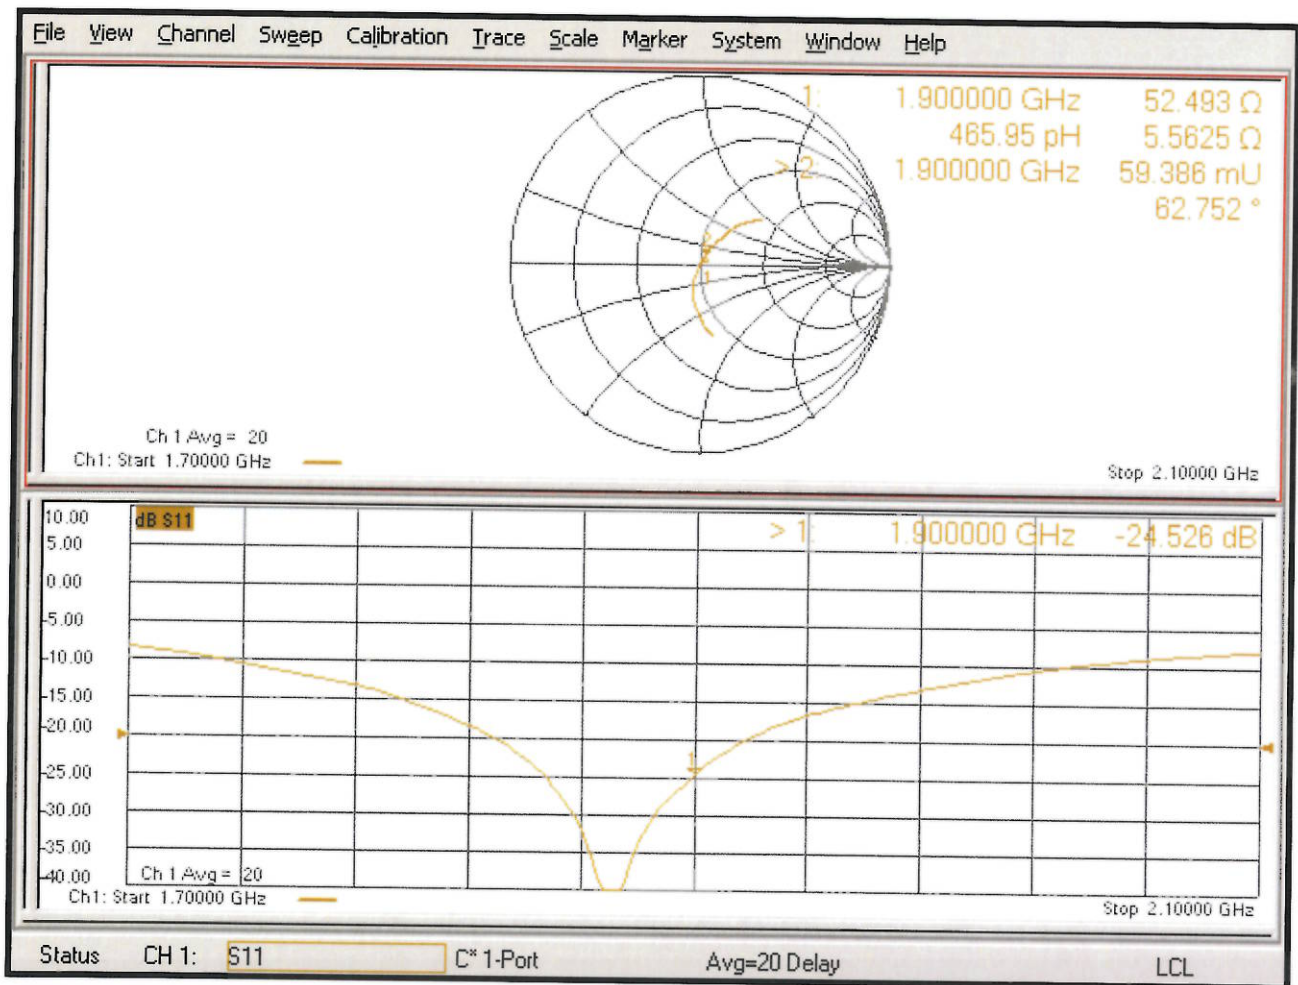 File View Channel Sweep Calibration Trace Scale Marker System Window Help
1: 1.900000 GHz 52.493 Ω
465.95 pH 5.5625 Ω
> 2: 1.900000 GHz 59.386 mU
62.752 °
2
1
Ch 1 Avg = 20
Ch1: Start 1.70000 GHz
Stop 2.10000 GHz
10.00
dB S11
> 1: 1.900000 GHz -24.526 dB
5.00
0.00
-5.00
-10.00
-15.00
-20.00
1
-25.00
-30.00
-35.00
-40.00
Ch 1 Avg = 20
Ch1: Start 1.70000 GHz
Stop 2.10000 GHz
Status CH 1: S11 C* 1-Port Avg=20 Delay LCL